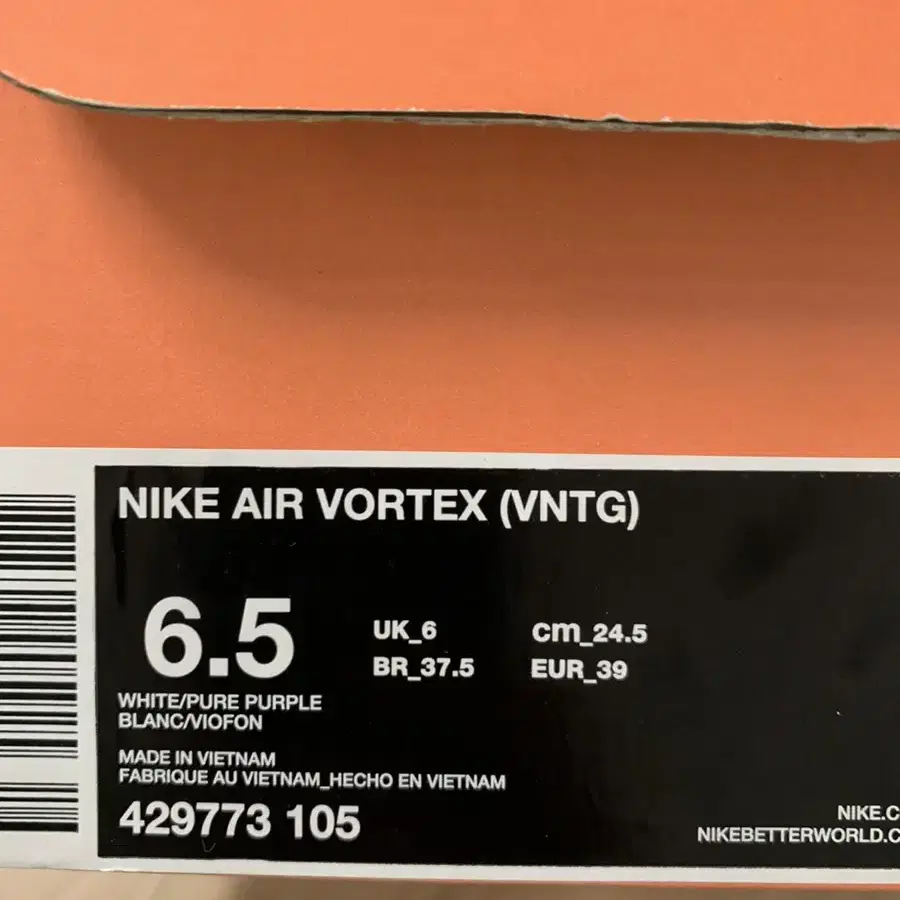 NIKE AIR VORTEX (VNTG)
6.5
UK_6 cm_24.5
BR_37.5 EUR_39
WHITE/PURE PURPLE
BLANC/VIOFON
MADE IN VIETNAM
FABRIQUE AU VIETNAM_HECHO EN VIETNAM
429773 105
NIKE.C
NIKEBETTERWORLD.C